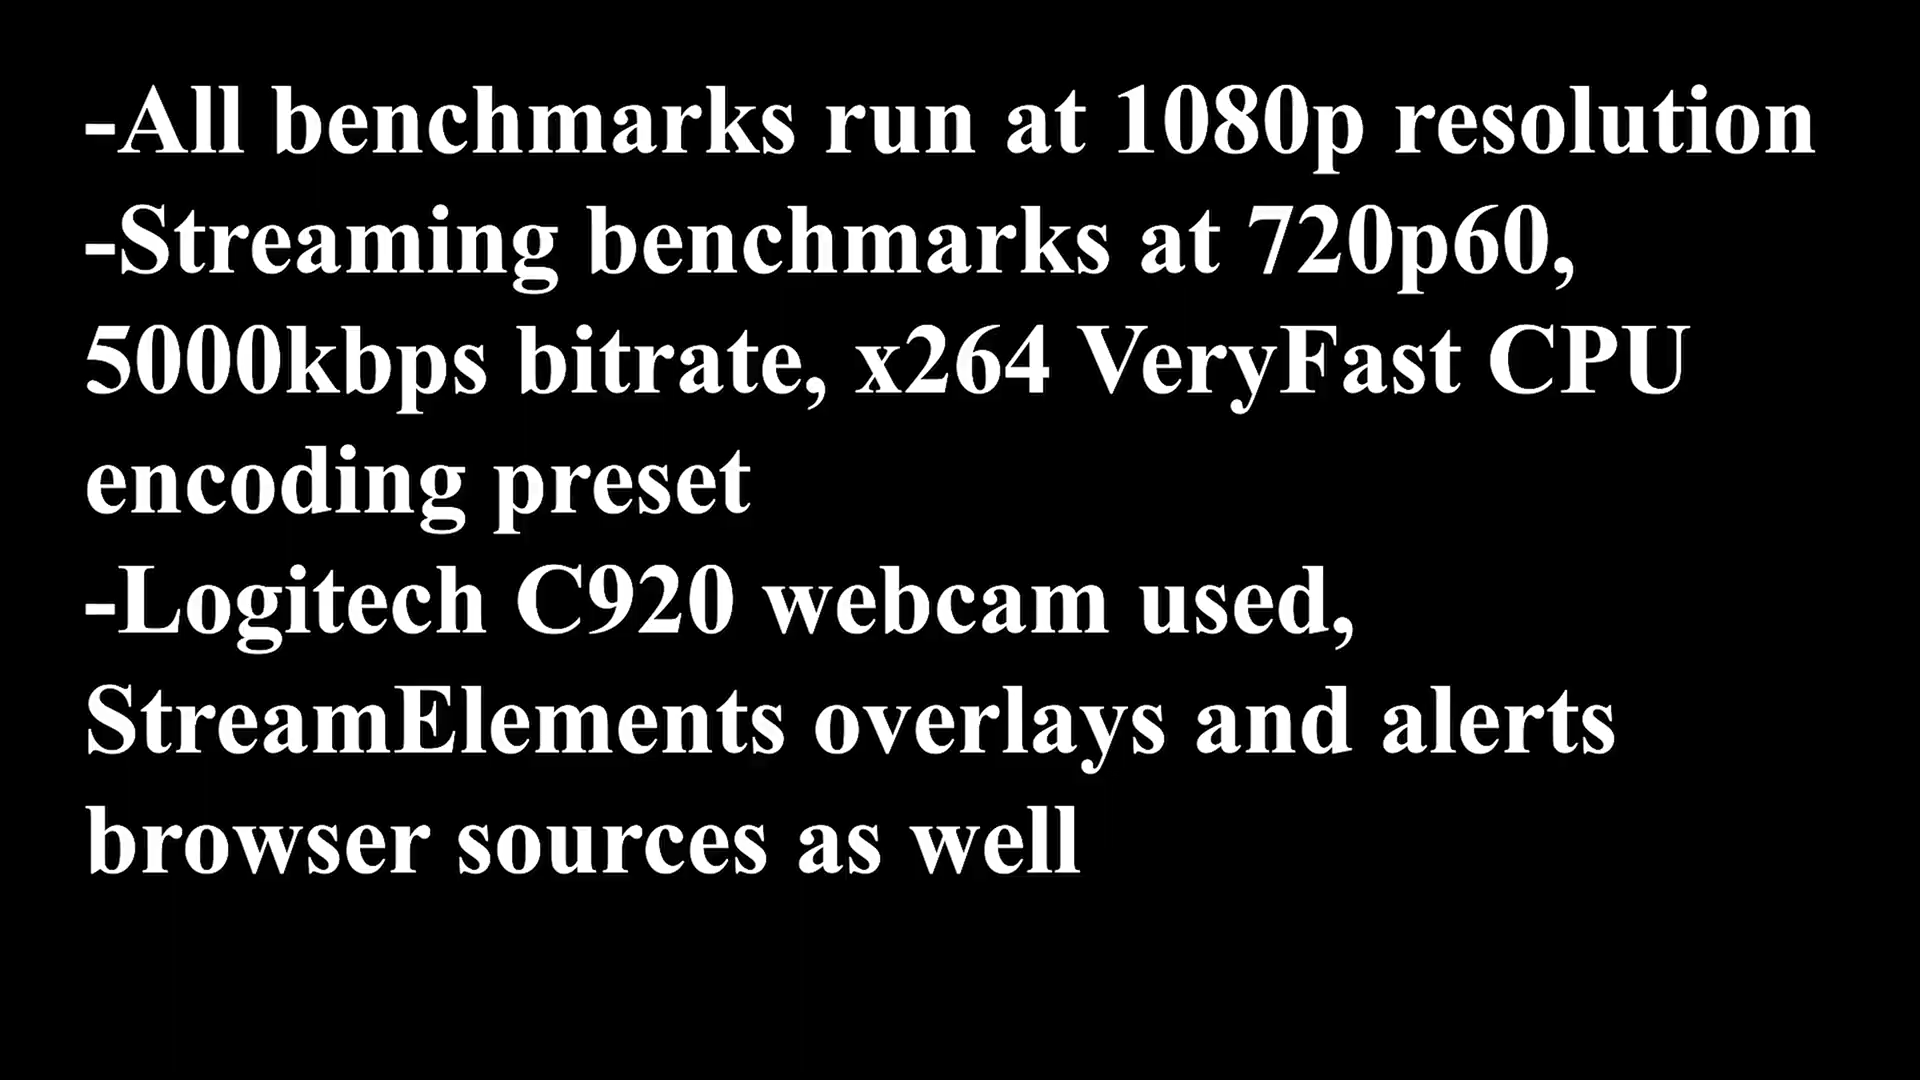 -All benchmarks run at 1080p resolution
-Streaming benchmarks at 720p60,
5000kbps bitrate, x264 VeryFast CPU
encoding preset
-Logitech C920 webcam used,
StreamElements overlays and alerts
browser sources as well